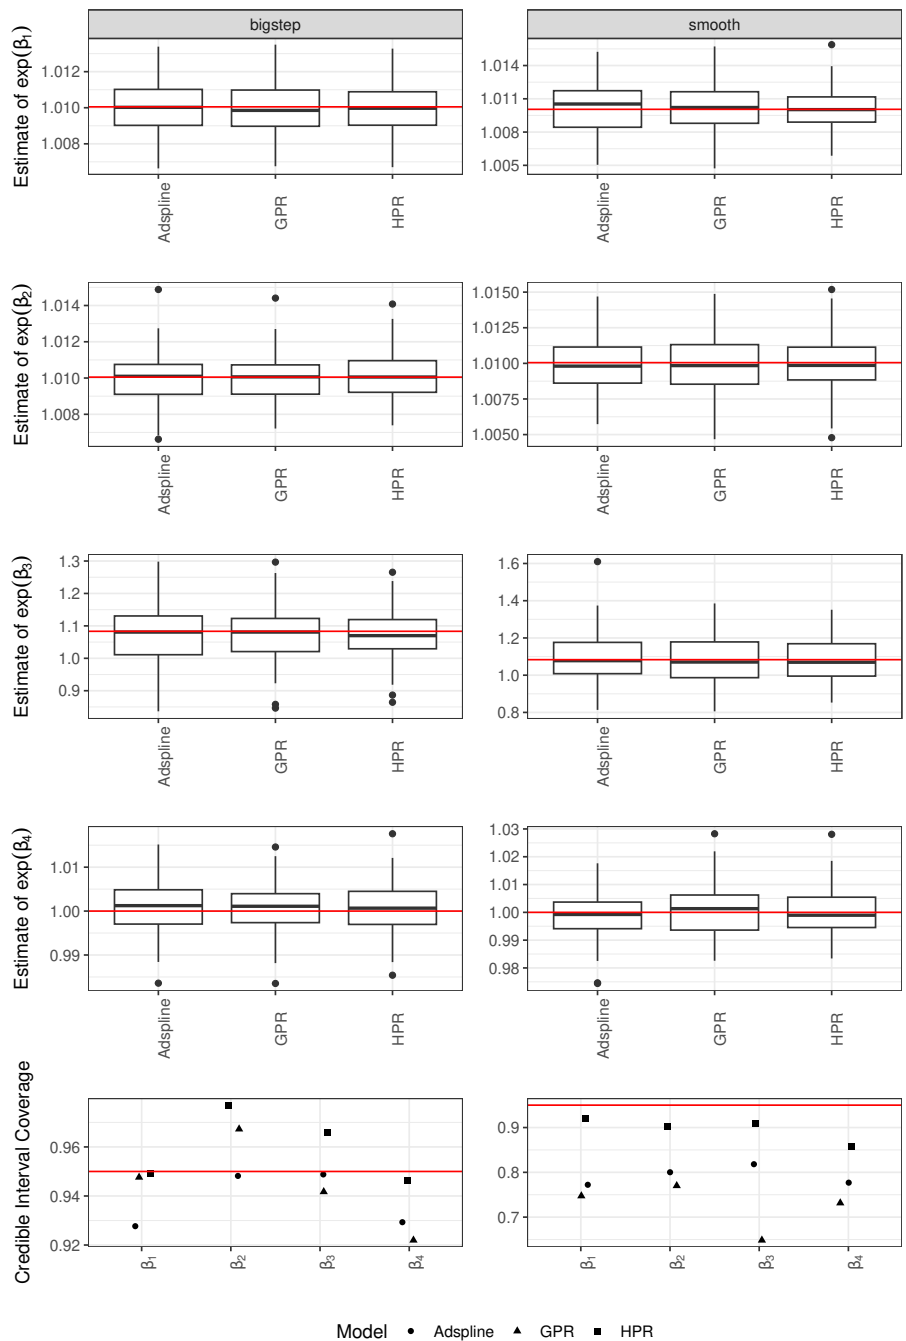 bigstep
smooth
Estimate of exp(β1)
1.012
1.010
1.008
Adspline
GPR
HPR
1.014
1.011
1.008
1.005
Adspline
GPR
HPR
Estimate of exp(β2)
1.014
1.012
1.010
1.008
Adspline
GPR
HPR
1.0150
1.0125
1.0100
1.0075
1.0050
Adspline
GPR
HPR
Estimate of exp(β3)
1.3
1.2
1.1
1.0
0.9
Adspline
GPR
HPR
1.6
1.4
1.2
1.0
0.8
Adspline
GPR
HPR
Estimate of exp(β4)
1.01
1.00
0.99
Adspline
GPR
HPR
1.03
1.02
1.01
1.00
0.99
0.98
Adspline
GPR
HPR
Credible Interval Coverage
0.96
0.94
0.92
β1
β2
β3
β4
0.9
0.8
0.7
β1
β2
β3
β4
Model Adspline GPR HPR